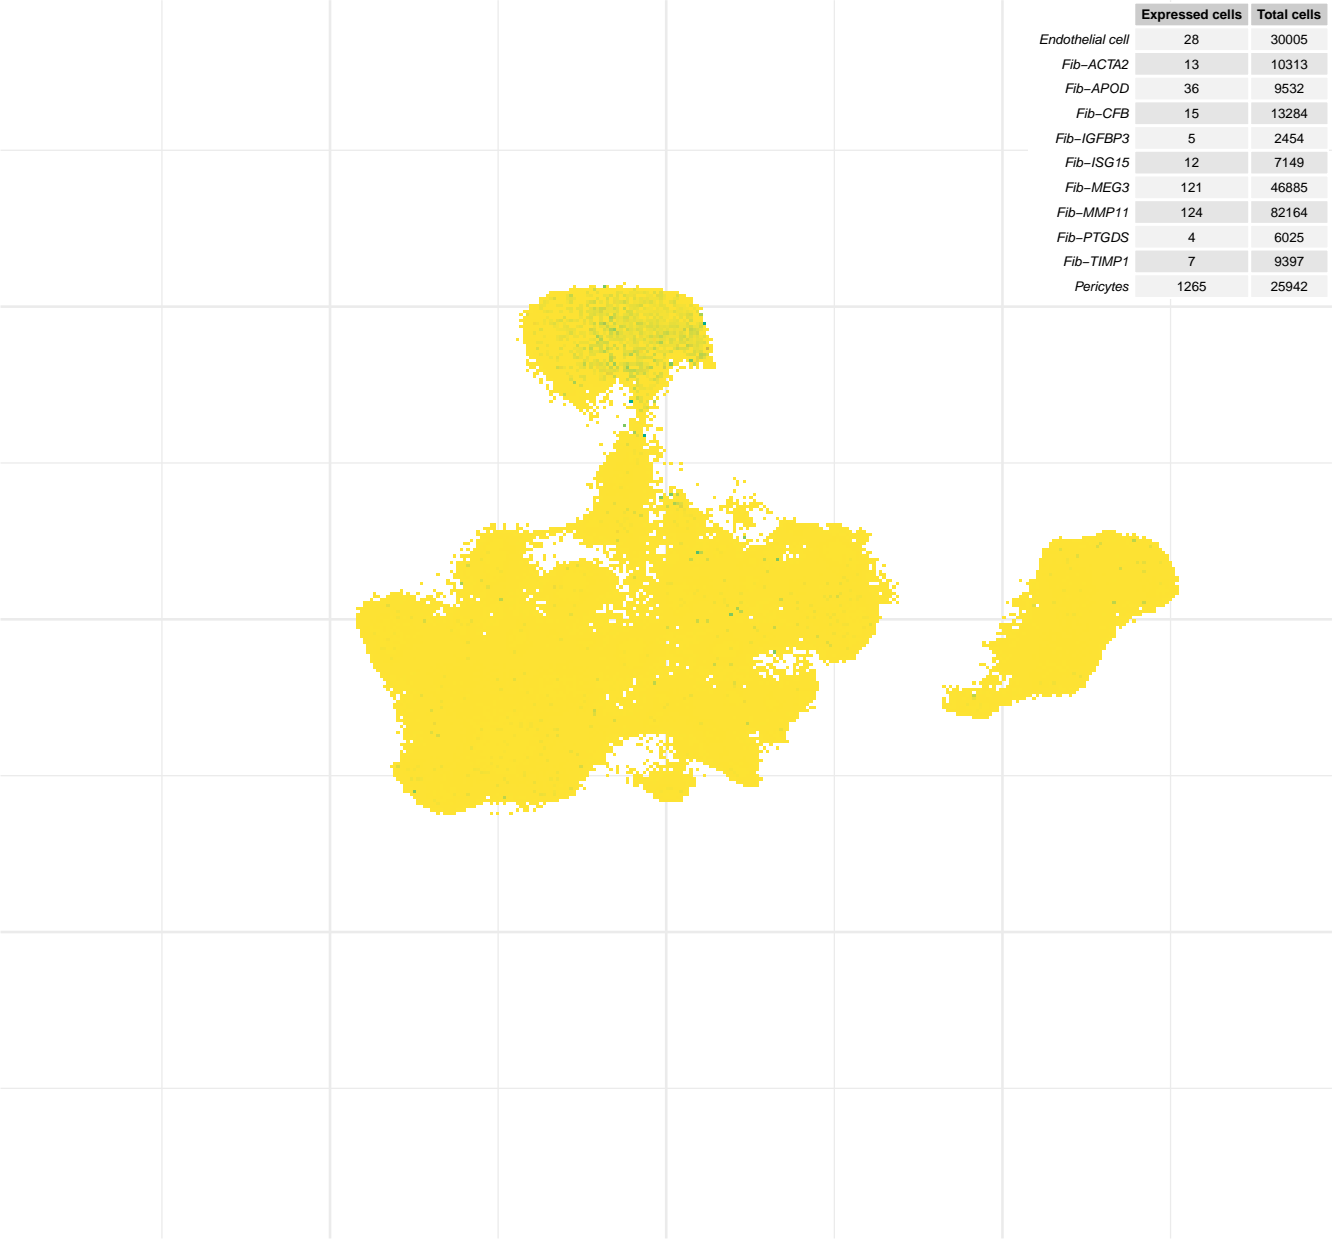 Expressed cells Total cells
Endothelial cell 28 30005
Fib−ACTA2 13 10313
Fib−APOD 36 9532
Fib−CFB 15 13284
Fib−IGFBP3 5 2454
Fib−ISG15 12 7149
Fib−MEG3 121 46885
Fib−MMP11 124 82164
Fib−PTGDS 4 6025
Fib−TIMP1 7 9397
Pericytes 1265 25942